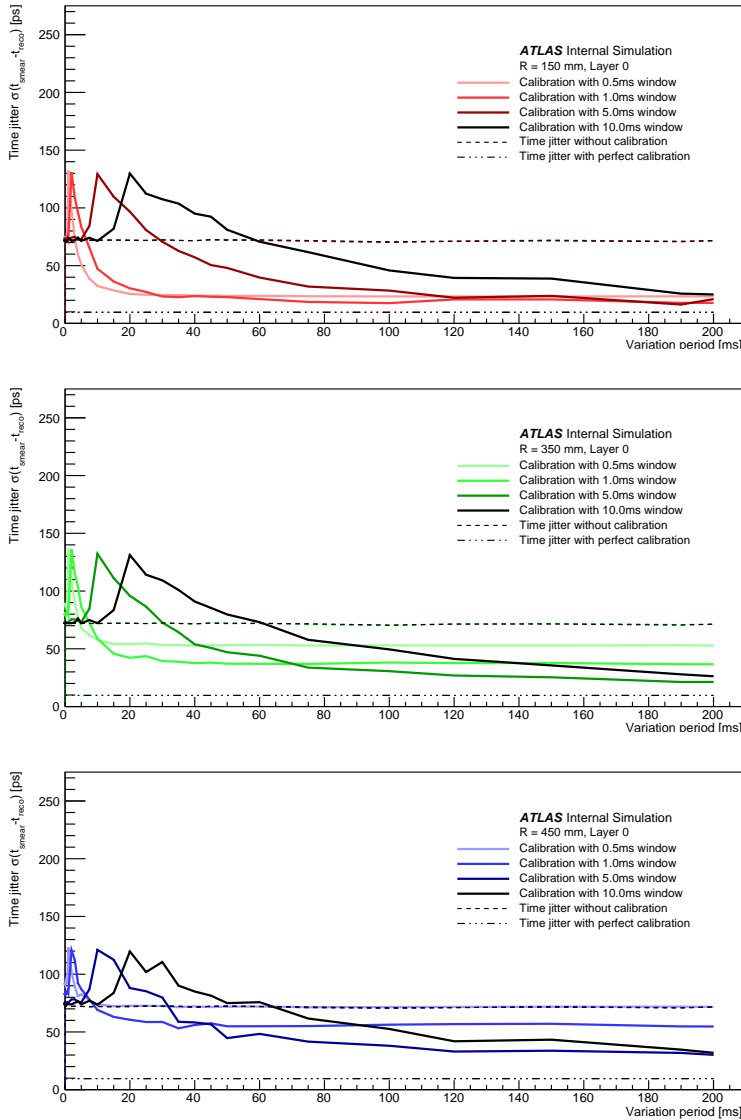 Time jitter σ(t_smear-t_reco) [ps]
250
200
150
100
50
0
ATLAS Internal Simulation
R = 150 mm, Layer 0
Calibration with 0.5ms window
Calibration with 1.0ms window
Calibration with 5.0ms window
Calibration with 10.0ms window
Time jitter without calibration
Time jitter with perfect calibration
0 20 40 60 80 100 120 140 160 180 200
Variation period [ms]
Time jitter σ(t_smear-t_reco) [ps]
250
200
150
100
50
0
ATLAS Internal Simulation
R = 350 mm, Layer 0
Calibration with 0.5ms window
Calibration with 1.0ms window
Calibration with 5.0ms window
Calibration with 10.0ms window
Time jitter without calibration
Time jitter with perfect calibration
0 20 40 60 80 100 120 140 160 180 200
Variation period [ms]
Time jitter σ(t_smear-t_reco) [ps]
250
200
150
100
50
0
ATLAS Internal Simulation
R = 450 mm, Layer 0
Calibration with 0.5ms window
Calibration with 1.0ms window
Calibration with 5.0ms window
Calibration with 10.0ms window
Time jitter without calibration
Time jitter with perfect calibration
0 20 40 60 80 100 120 140 160 180 200
Variation period [ms]